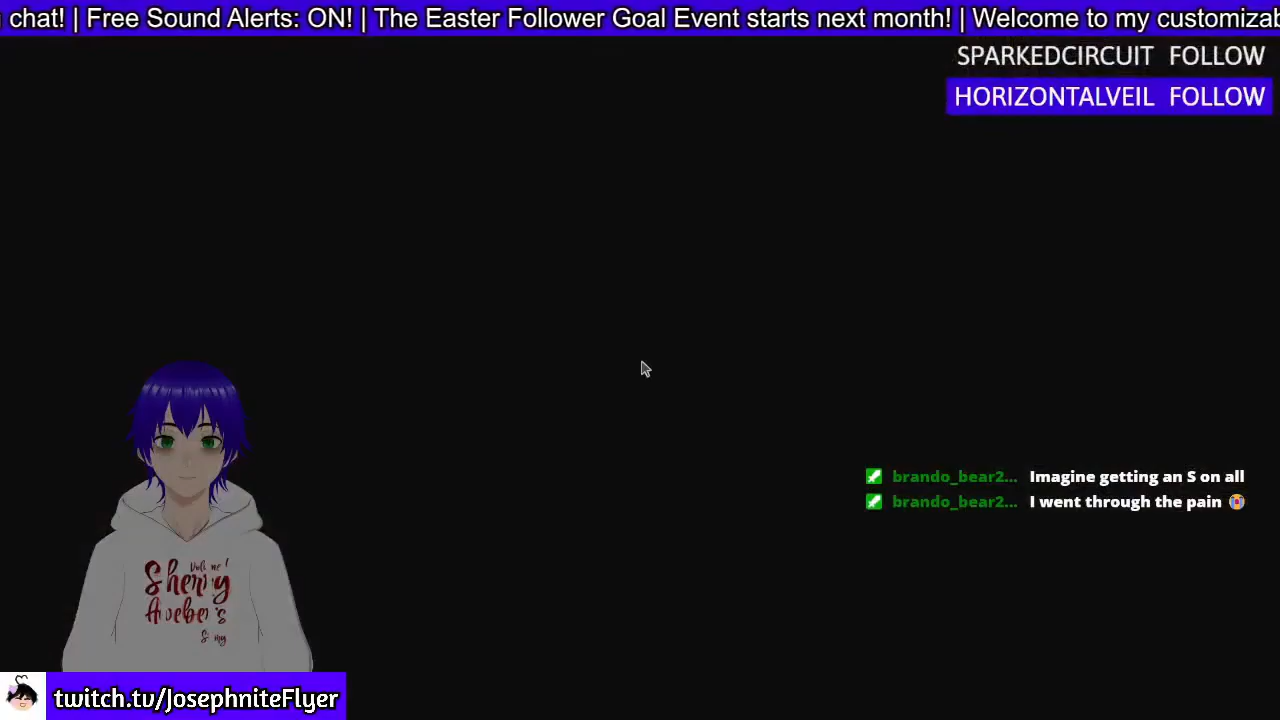 chat! | Free Sound Alerts: ON! | The Easter Follower Goal Event starts next month! | Welcome to my customizab
SPARKEDCIRCUIT FOLLOW
HORIZONTALVEIL FOLLOW
brando_bear2... Imagine getting an S on all
brando_bear2... I went through the pain 😭
Sherry
twitch.tv/JosephniteFlyer